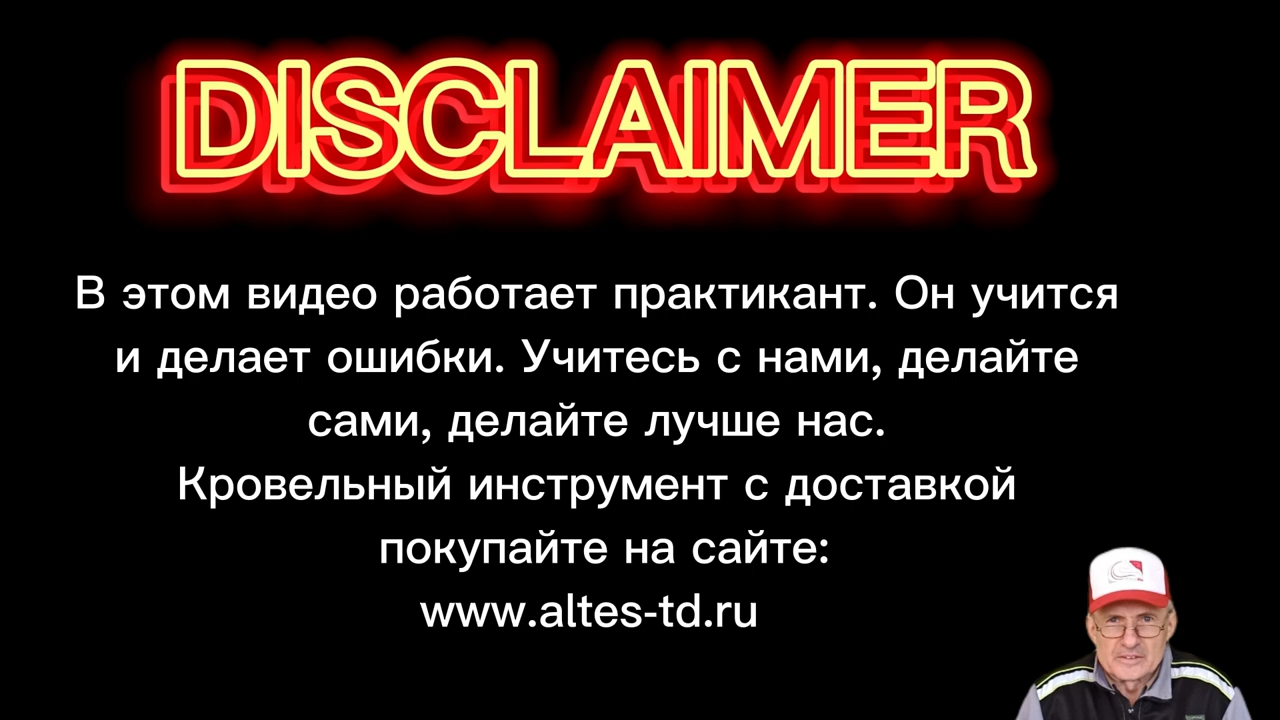 DISCLAIMER
В этом видео работает практикант. Он учится
и делает ошибки. Учитесь с нами, делайте
сами, делайте лучше нас.
Кровельный инструмент с доставкой
покупайте на сайте:
www.altes-td.ru